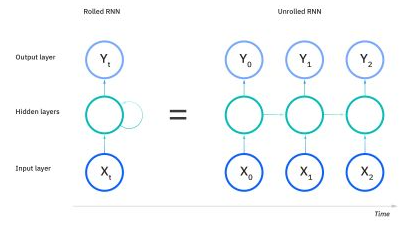 Rolled RNN Unrolled RNN
Output layer Yt Y0 Y1 Y2
Hidden layers =
Input layer Xt X0 X1 X2
Time